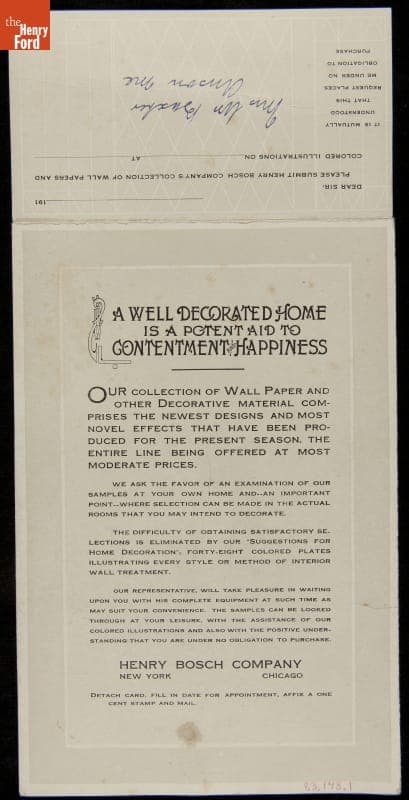 the
Henry
Ford
191
DEAR SIR:
PLEASE SUBMIT HENRY BOSCH COMPANY'S COLLECTION OF WALL PAPERS AND
COLORED ILLUSTRATIONS ON AT
IT IS MUTUALLY
UNDERSTOOD
THAT THIS
REQUEST PLACES
ME UNDER NO
OBLIGATION TO
PURCHASE
Mrs Wm Baxter
Anson Me
A WELL DECORATED HOME
IS A POTENT AID TO
CONTENTMENT AND HAPPINESS
OUR COLLECTION OF WALL PAPER AND
OTHER DECORATIVE MATERIAL COM-
PRISES THE NEWEST DESIGNS AND MOST
NOVEL EFFECTS THAT HAVE BEEN PRO-
DUCED FOR THE PRESENT SEASON, THE
ENTIRE LINE BEING OFFERED AT MOST
MODERATE PRICES.
WE ASK THE FAVOR OF AN EXAMINATION OF OUR
SAMPLES AT YOUR OWN HOME AND--AN IMPORTANT
POINT--WHERE SELECTION CAN BE MADE IN THE ACTUAL
ROOMS THAT YOU MAY INTEND TO DECORATE.
THE DIFFICULTY OF OBTAINING SATISFACTORY SE-
LECTIONS IS ELIMINATED BY OUR 'SUGGESTIONS FOR
HOME DECORATION', FORTY-EIGHT COLORED PLATES
ILLUSTRATING EVERY STYLE OR METHOD OF INTERIOR
WALL TREATMENT.
OUR REPRESENTATIVE, WILL TAKE PLEASURE IN WAITING
UPON YOU WITH HIS COMPLETE EQUIPMENT AT SUCH TIME AS
MAY SUIT YOUR CONVENIENCE. THE SAMPLES CAN BE LOOKED
THROUGH AT YOUR LEISURE, WITH THE ASSISTANCE OF OUR
COLORED ILLUSTRATIONS AND ALSO WITH THE POSITIVE UNDER-
STANDING THAT YOU ARE UNDER NO OBLIGATION TO PURCHASE.
HENRY BOSCH COMPANY
NEW YORK CHICAGO
DETACH CARD, FILL IN DATE FOR APPOINTMENT, AFFIX A ONE
CENT STAMP AND MAIL.